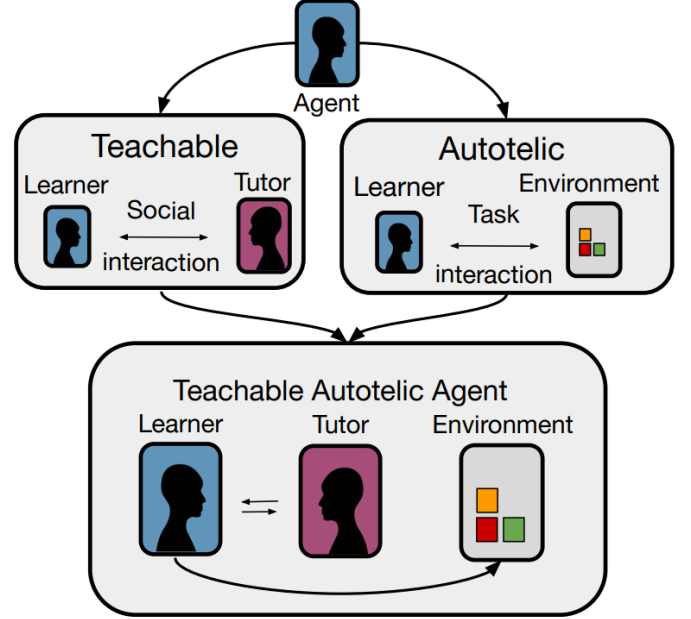 Agent
Teachable
Learner
Tutor
Social
interaction
Autotelic
Learner
Environment
Task
interaction
Teachable Autotelic Agent
Learner
Tutor
Environment